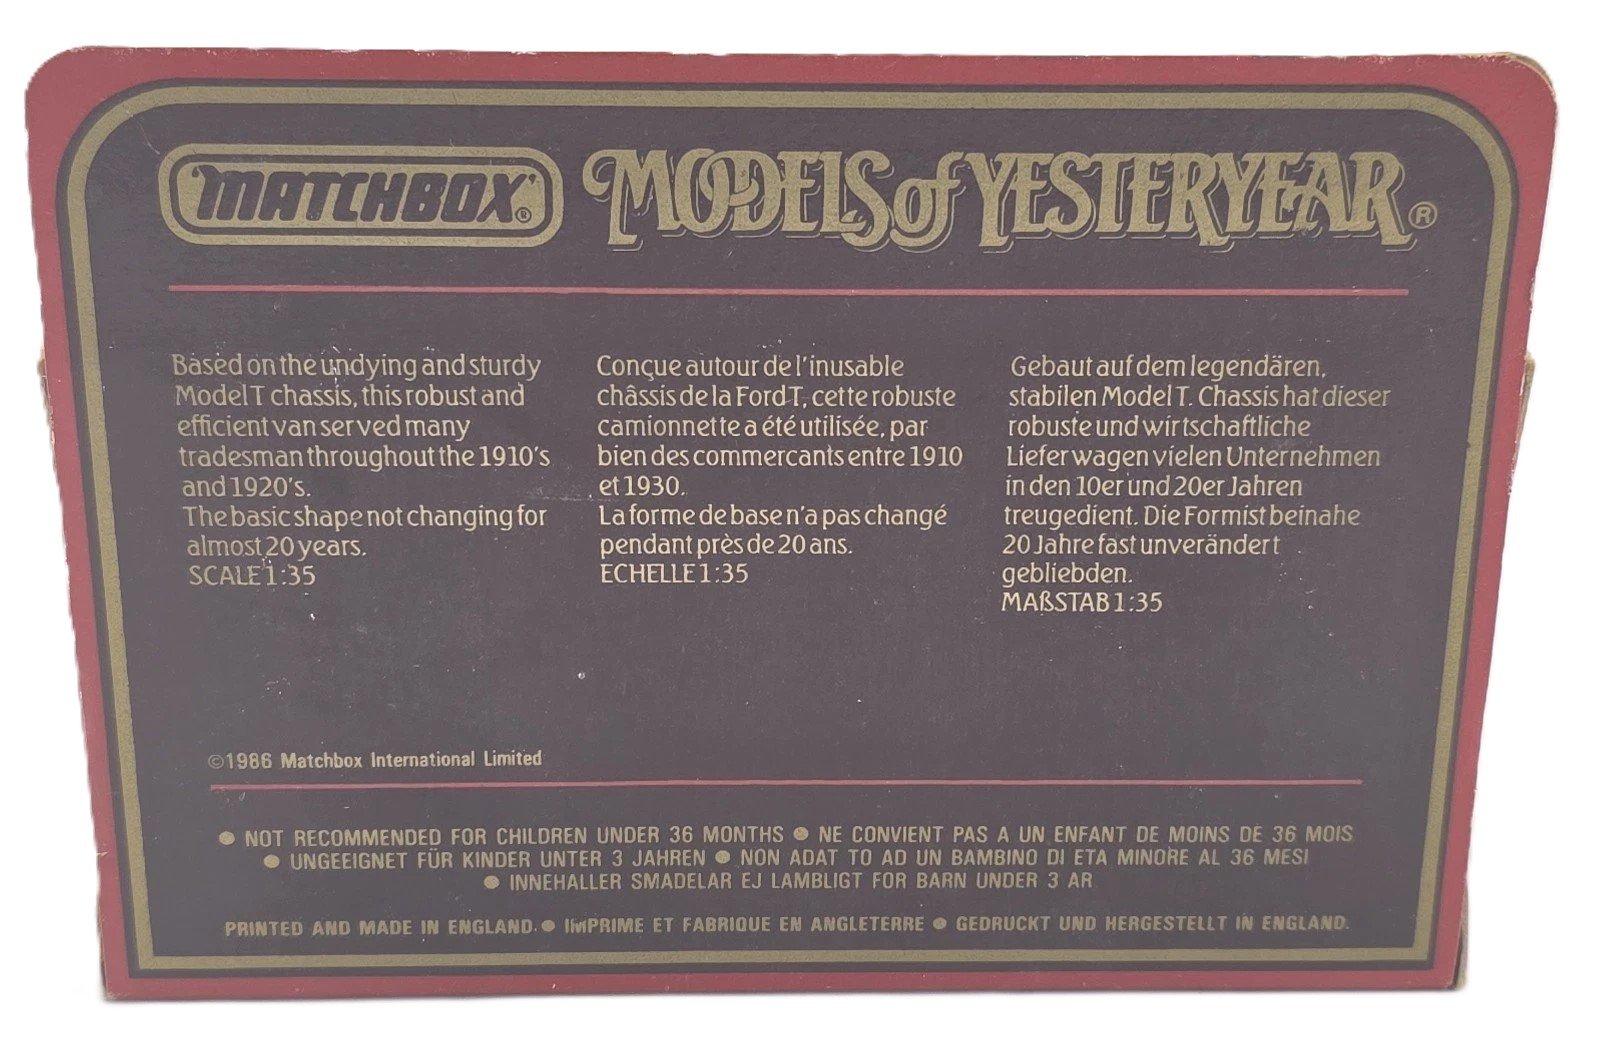 MATCHBOX® MODELS of YESTERYEAR®
Based on the undying and sturdy
Model T chassis, this robust and
efficient van served many
tradesman throughout the 1910's
and 1920's.
The basic shape not changing for
almost 20 years.
SCALE 1:35
Conçue autour de l'inusable
châssis de la Ford T, cette robuste
camionnette a été utilisée, par
bien des commercants entre 1910
et 1930.
La forme de base n'a pas changé
pendant près de 20 ans.
ECHELLE 1:35
Gebaut auf dem legendären,
stabilen Model T. Chassis hat dieser
robuste und wirtschaftliche
Lieferwagen vielen Unternehmen
in den 10er und 20er Jahren
treugedient. Die Form ist beinahe
20 Jahre fast unverändert
gebliebden.
MAßSTAB 1:35
©1986 Matchbox International Limited
● NOT RECOMMENDED FOR CHILDREN UNDER 36 MONTHS ● NE CONVIENT PAS A UN ENFANT DE MOINS DE 36 MOIS
● UNGEEIGNET FÜR KINDER UNTER 3 JAHREN ● NON ADAT TO AD UN BAMBINO DI ETA MINORE AL 36 MESI
● INNEHALLER SMADELAR EJ LAMBLIGT FOR BARN UNDER 3 AR
PRINTED AND MADE IN ENGLAND. ● IMPRIME ET FABRIQUE EN ANGLETERRE ● GEDRUCKT UND HERGESTELLT IN ENGLAND.